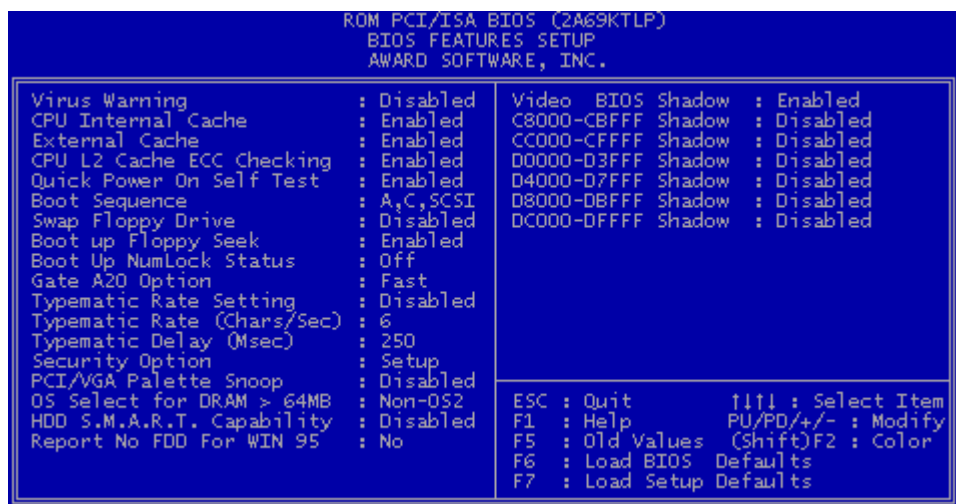 ROM PCI/ISA BIOS (2A69KTLP)
BIOS FEATURES SETUP
AWARD SOFTWARE, INC.
Virus Warning : Disabled
CPU Internal Cache : Enabled
External Cache : Enabled
CPU L2 Cache ECC Checking : Enabled
Quick Power On Self Test : Enabled
Boot Sequence : A,C,SCSI
Swap Floppy Drive : Disabled
Boot up Floppy Seek : Enabled
Boot Up NumLock Status : Off
Gate A20 Option : Fast
Typematic Rate Setting : Disabled
Typematic Rate (Chars/Sec) : 6
Typematic Delay (Msec) : 250
Security Option : Setup
PCI/VGA Palette Snoop : Disabled
OS Select for DRAM > 64MB : Non-OS2
HDD S.M.A.R.T. Capability : Disabled
Report No FDD For WIN 95 : No
Video BIOS Shadow : Enabled
C8000-CBFFF Shadow : Disabled
CC000-CFFFF Shadow : Disabled
D0000-D3FFF Shadow : Disabled
D4000-D7FFF Shadow : Disabled
D8000-DBFFF Shadow : Disabled
DC000-DFFFF Shadow : Disabled
ESC : Quit ↑↓↑↓ : Select Item
F1 : Help PU/PD/+/- : Modify
F5 : Old Values (Shift)F2 : Color
F6 : Load BIOS Defaults
F7 : Load Setup Defaults